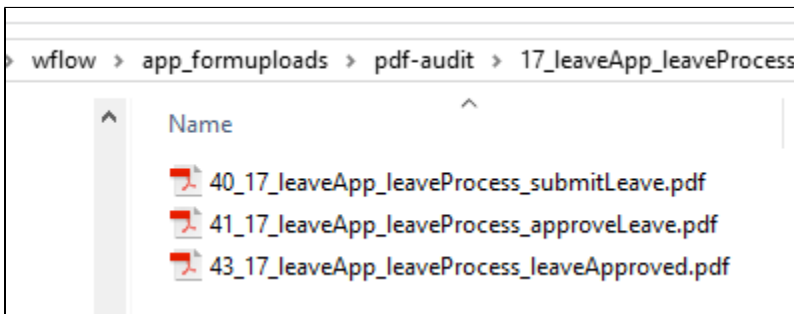 wflow > app_formuploads > pdf-audit > 17_leaveApp_leaveProcess
Name
40_17_leaveApp_leaveProcess_submitLeave.pdf
41_17_leaveApp_leaveProcess_approveLeave.pdf
43_17_leaveApp_leaveProcess_leaveApproved.pdf